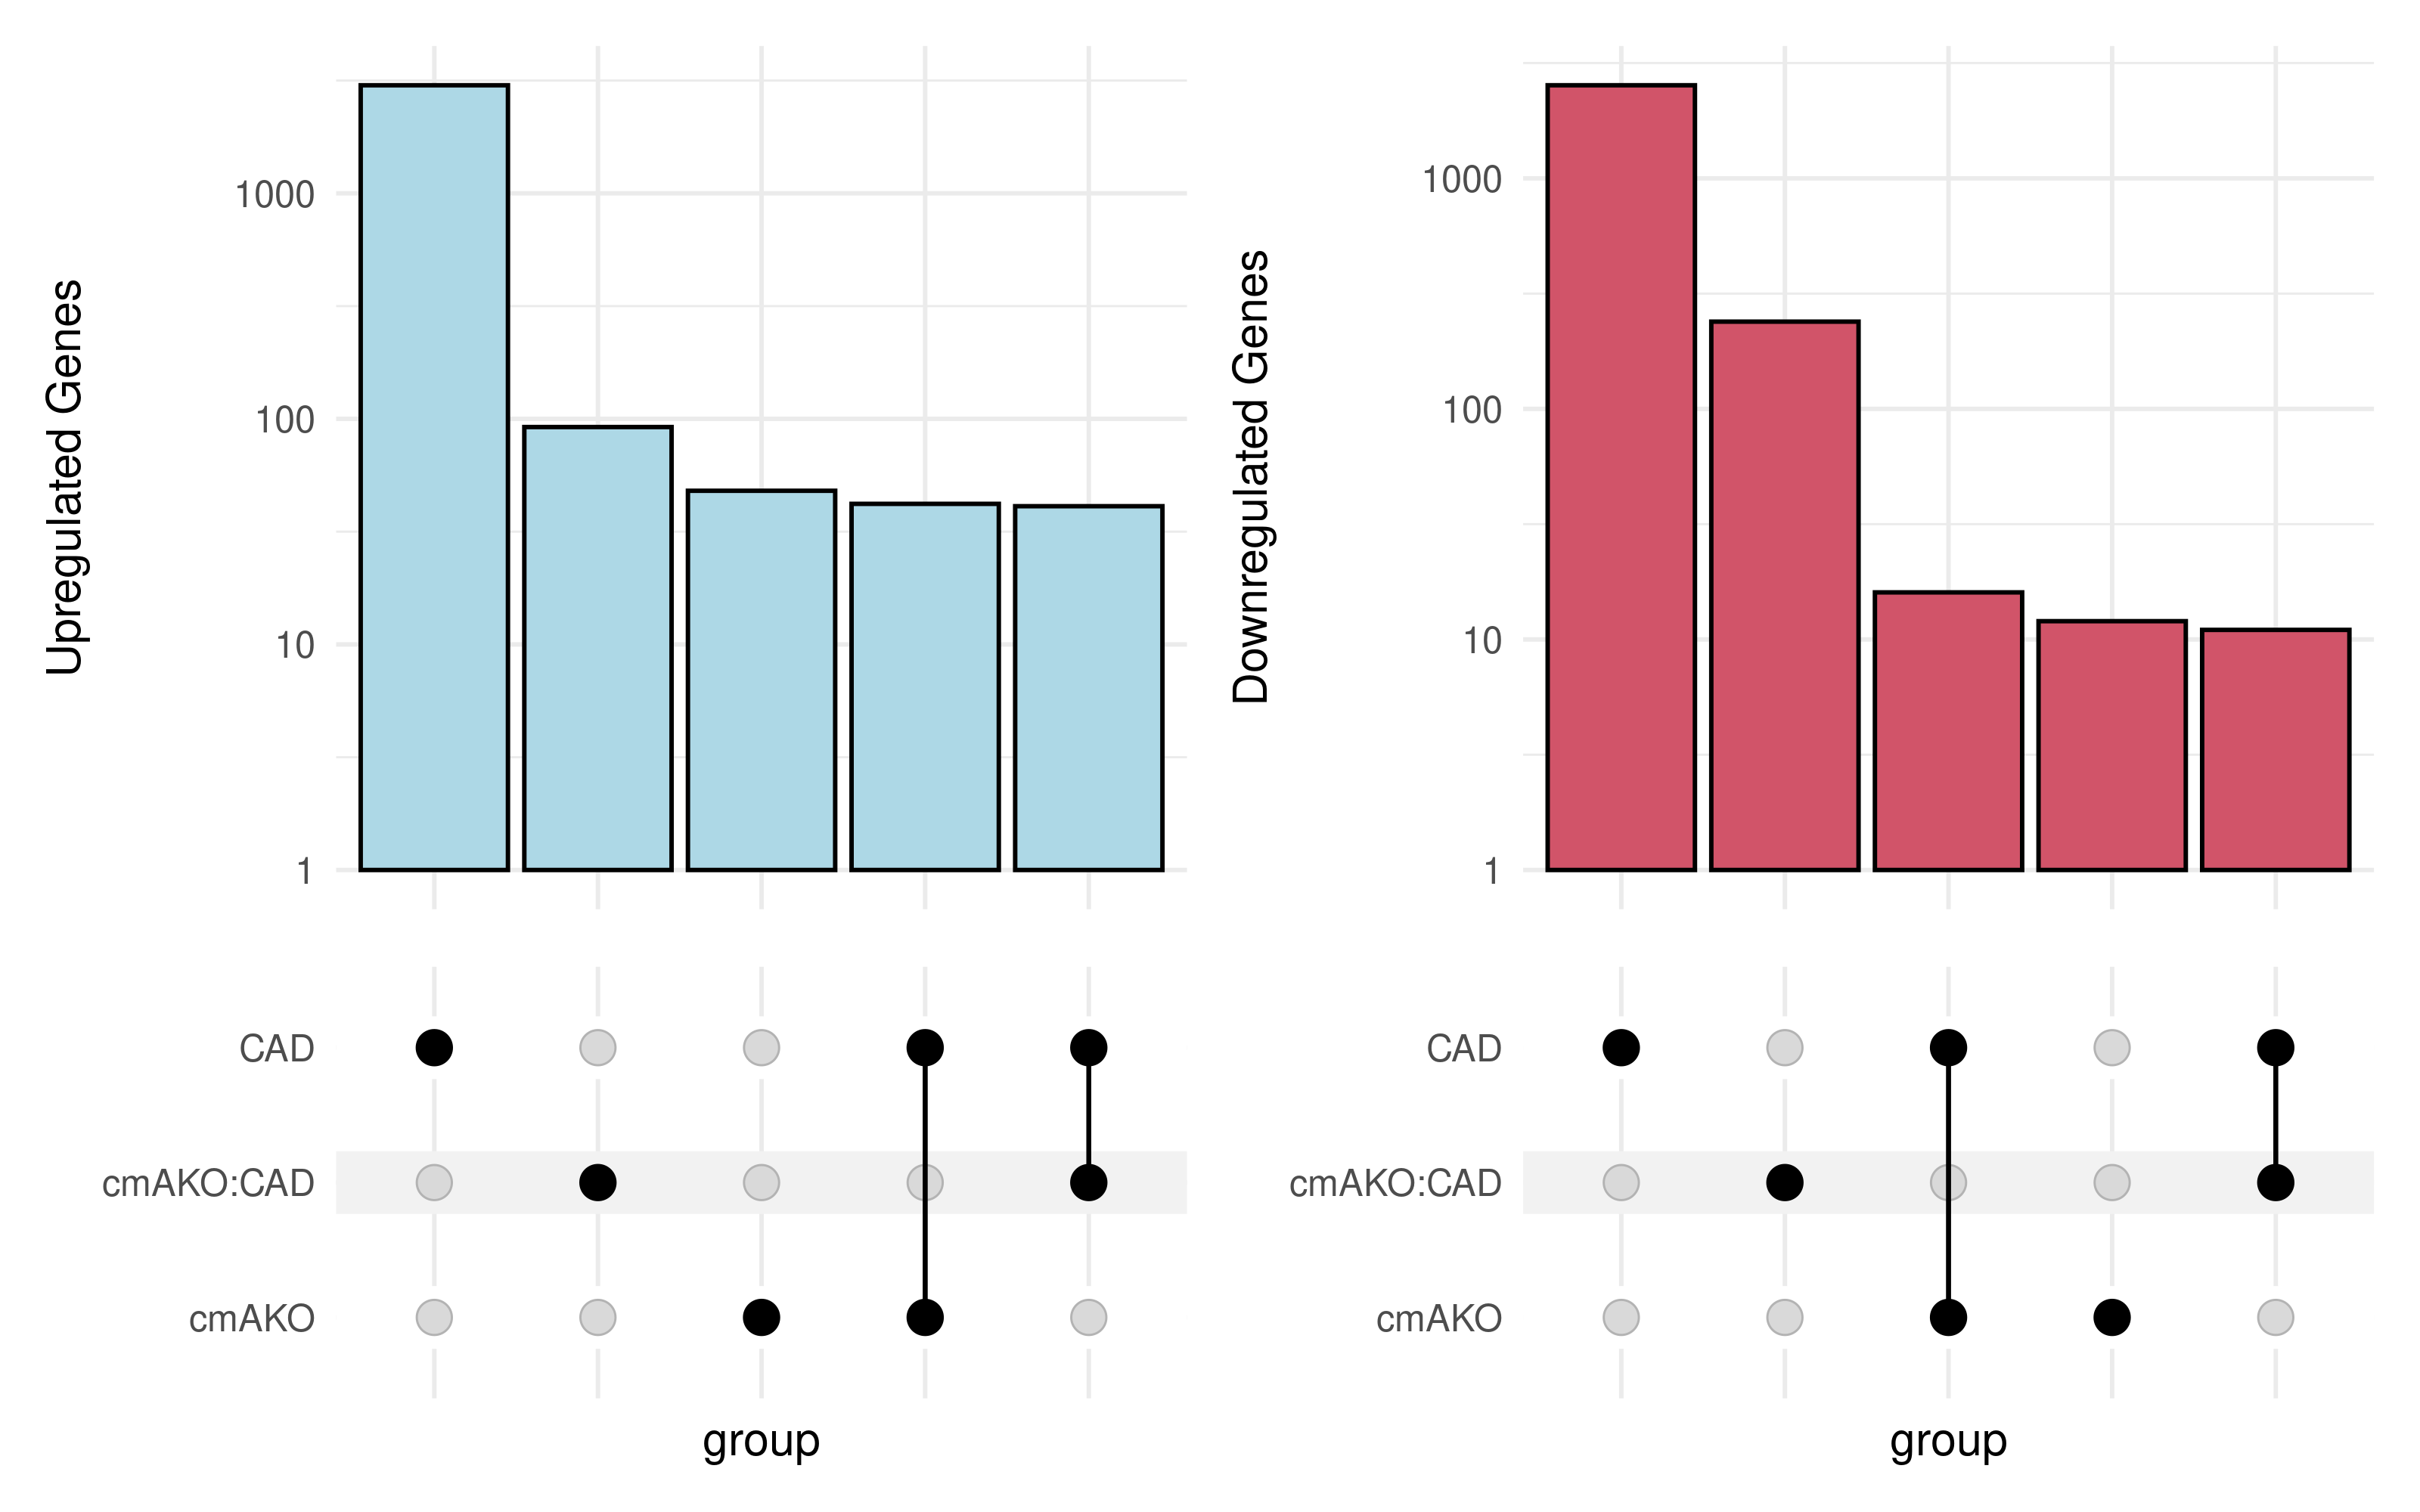 Upregulated Genes
1000
100
10
1
CAD
cmAKO:CAD
cmAKO
group
Downregulated Genes
1000
100
10
1
CAD
cmAKO:CAD
cmAKO
group